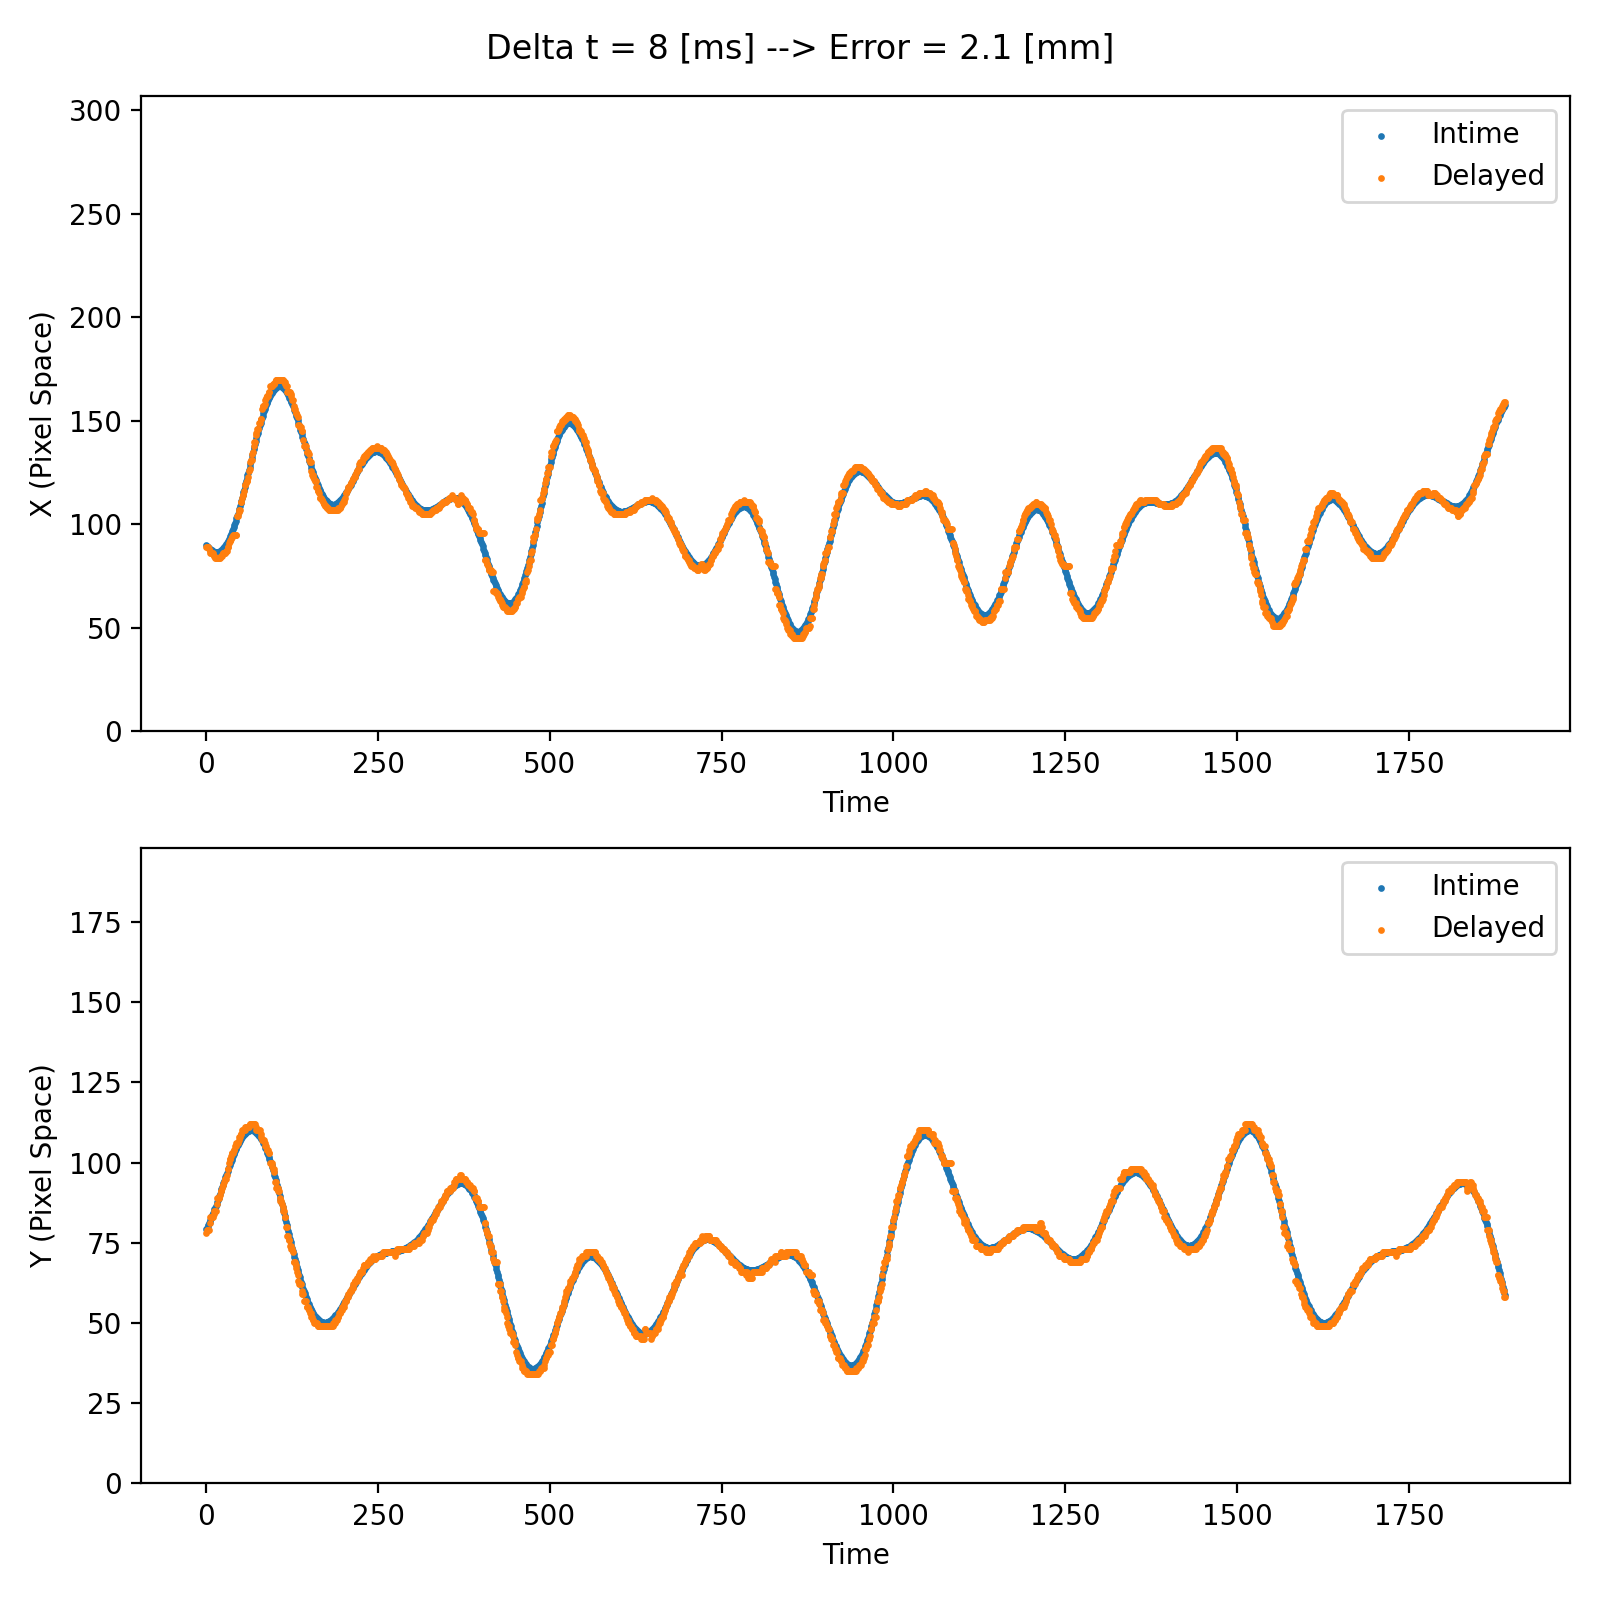 Delta t = 8 [ms] --> Error = 2.1 [mm]
300
250
200
150
100
50
0
X (Pixel Space)
Intime
Delayed
0 250 500 750 1000 1250 1500 1750
Time
175
150
125
100
75
50
25
0
Y (Pixel Space)
Intime
Delayed
0 250 500 750 1000 1250 1500 1750
Time